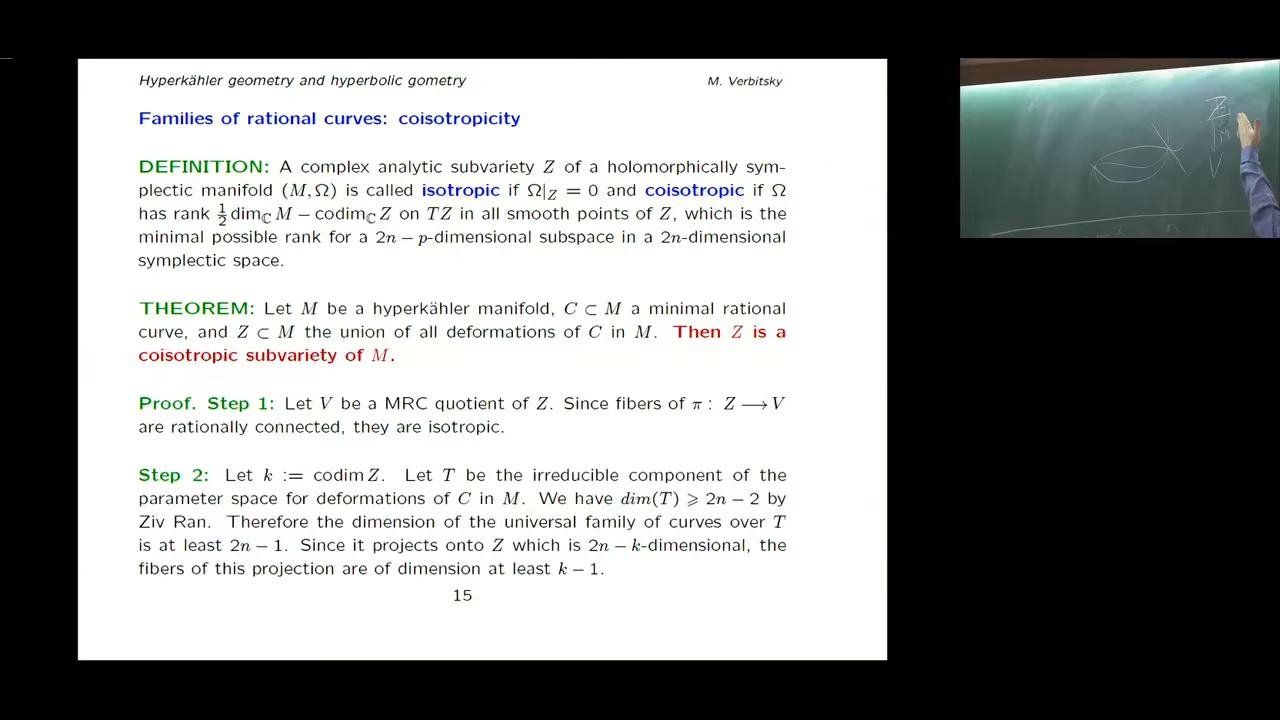 Hyperkähler geometry and hyperbolic gometry M. Verbitsky
Families of rational curves: coisotropicity
DEFINITION: A complex analytic subvariety Z of a holomorphically sym-
plectic manifold (M, Ω) is called isotropic if Ω|_Z = 0 and coisotropic if Ω
has rank ½ dim_ℂ M − codim_ℂ Z on TZ in all smooth points of Z, which is the
minimal possible rank for a 2n − p-dimensional subspace in a 2n-dimensional
symplectic space.
THEOREM: Let M be a hyperkähler manifold, C ⊂ M a minimal rational
curve, and Z ⊂ M the union of all deformations of C in M. Then Z is a
coisotropic subvariety of M.
Proof. Step 1: Let V be a MRC quotient of Z. Since fibers of π : Z ⟶ V
are rationally connected, they are isotropic.
Step 2: Let k := codim Z. Let T be the irreducible component of the
parameter space for deformations of C in M. We have dim(T) ⩾ 2n − 2 by
Ziv Ran. Therefore the dimension of the universal family of curves over T
is at least 2n − 1. Since it projects onto Z which is 2n − k-dimensional, the
fibers of this projection are of dimension at least k − 1.
15
Z
M
V